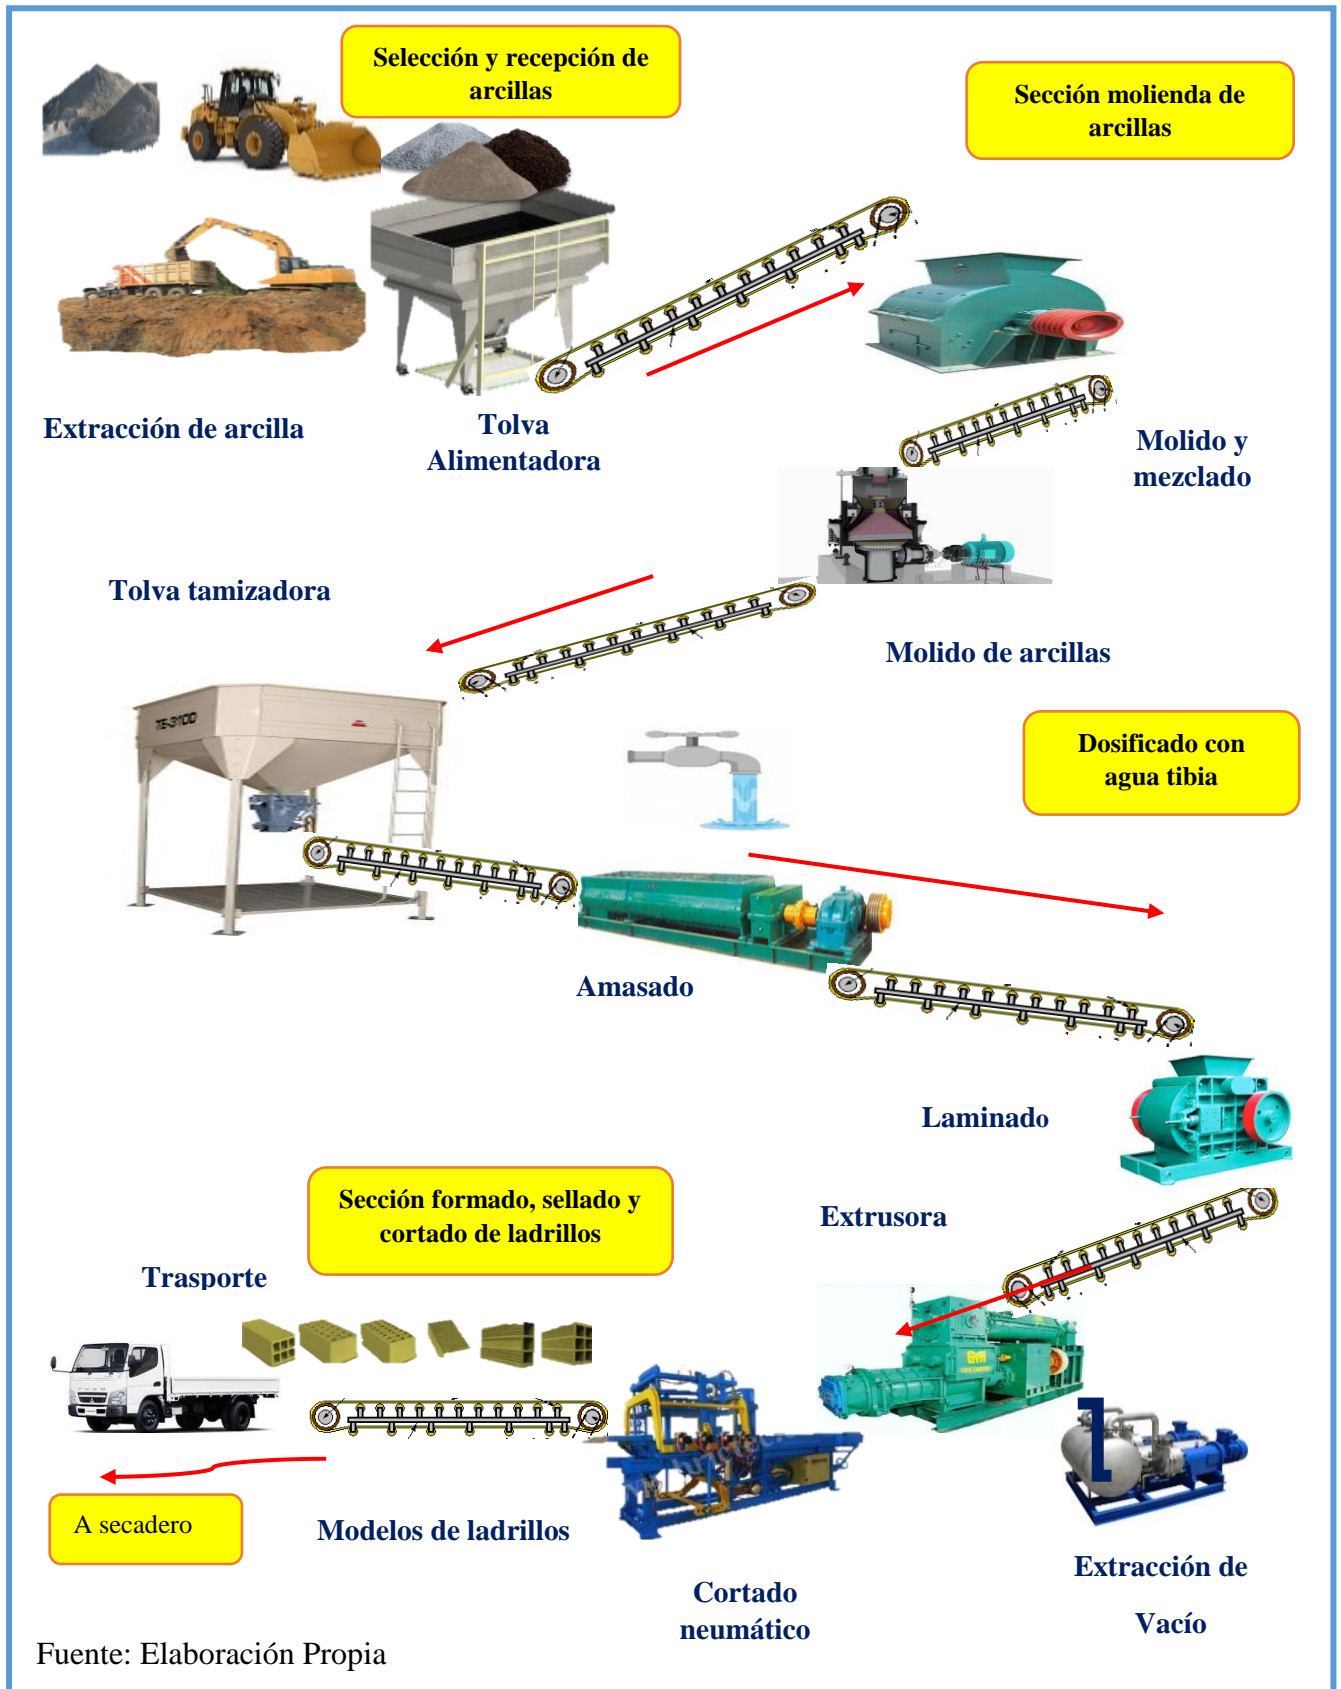 Selección y recepción de
arcillas
Sección molienda de
arcillas
Extracción de arcilla
Tolva
Alimentadora
Molido y
mezclado
Tolva tamizadora
Molido de arcillas
TE-3100
Dosificado con
agua tibia
Amasado
Laminado
Sección formado, sellado y
cortado de ladrillos
Extrusora
Trasporte
A secadero
Modelos de ladrillos
Cortado
neumático
Extracción de
Vacío
Fuente: Elaboración Propia